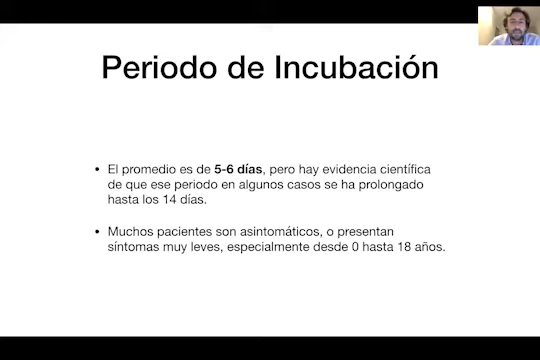 Periodo de Incubación
• El promedio es de 5-6 días, pero hay evidencia científica
de que ese periodo en algunos casos se ha prolongado
hasta los 14 días.
• Muchos pacientes son asintomáticos, o presentan
síntomas muy leves, especialmente desde 0 hasta 18 años.